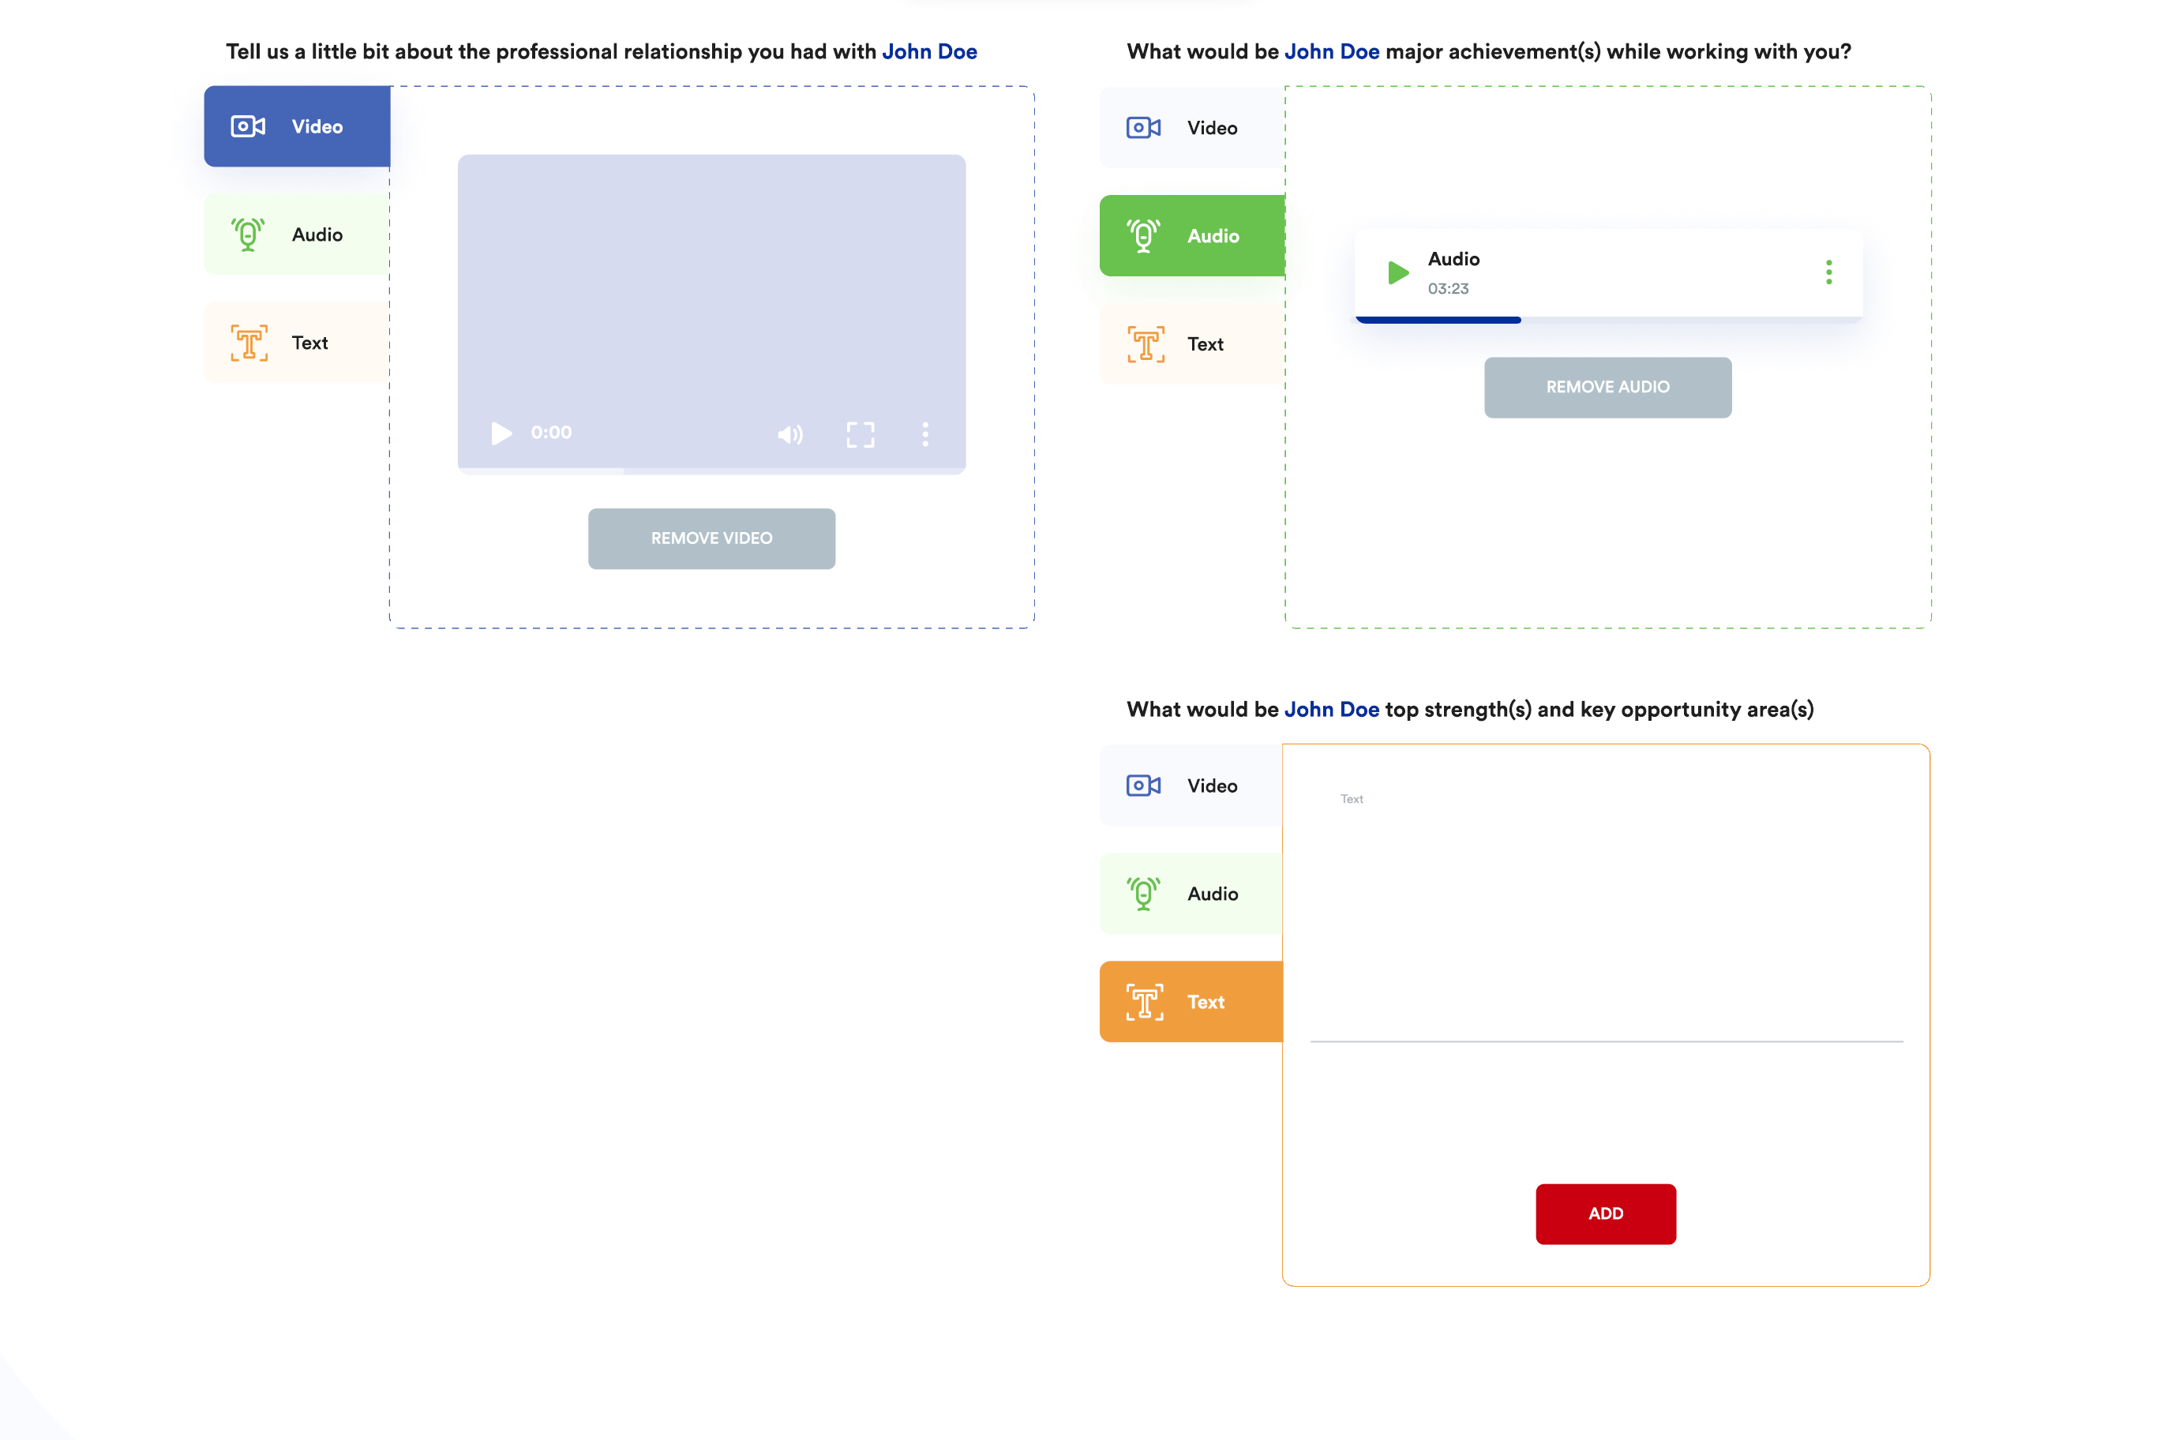 Tell us a little bit about the professional relationship you had with John Doe
Video
Audio
Text
0:00
REMOVE VIDEO
What would be John Doe major achievement(s) while working with you?
Video
Audio
Text
Audio
03:23
REMOVE AUDIO
What would be John Doe top strength(s) and key opportunity area(s)
Video
Audio
Text
Text
ADD